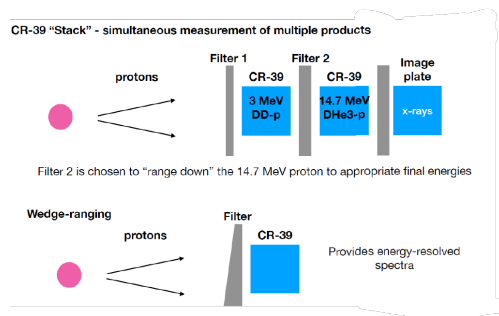 CR-39 “Stack” - simultaneous measurement of multiple products
Filter 1
Filter 2
Image
plate
protons
CR-39
CR-39
3 MeV
DD-p
14.7 MeV
DHe3-p
x-rays
Filter 2 is chosen to “range down” the 14.7 MeV proton to appropriate final energies
Wedge-ranging
Filter
protons
CR-39
Provides energy-resolved
spectra